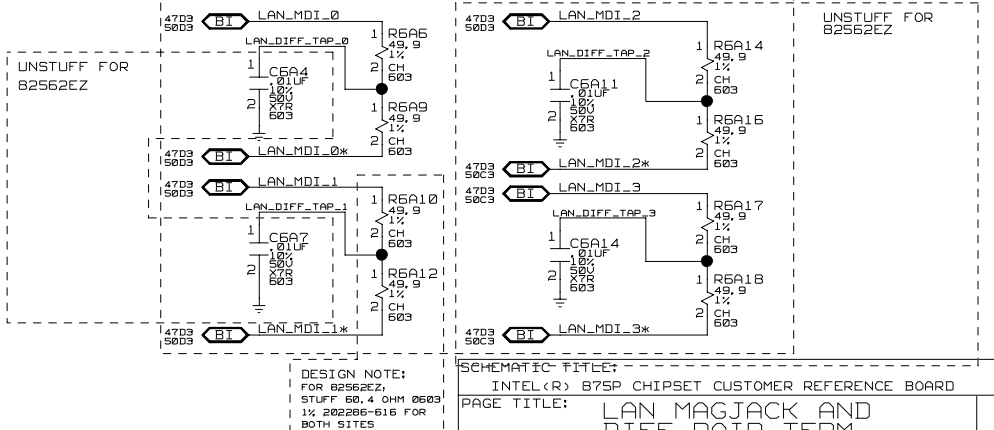 47D3
50D3
BI
LAN_MDI_0
LAN_DIFF_TAP_0
1
R6A6
49.9
1%
2
CH
603
UNSTUFF FOR
82562EZ
1
C6A4
.01UF
10%
50V
X7R
2
603
1
R6A9
49.9
1%
2
CH
603
47D3
50D3
BI
LAN_MDI_0*
47D3
50D3
BI
LAN_MDI_1
LAN_DIFF_TAP_1
1
R6A10
49.9
1%
2
CH
603
1
C6A7
.01UF
10%
50V
X7R
2
603
1
R6A12
49.9
1%
2
CH
603
47D3
50D3
BI
LAN_MDI_1*
DESIGN NOTE:
FOR 82562EZ,
STUFF 60.4 OHM 0603
1% 202286-616 FOR
BOTH SITES
47D3
50D3
BI
LAN_MDI_2
LAN_DIFF_TAP_2
1
R6A14
49.9
1%
2
CH
603
UNSTUFF FOR
82562EZ
1
C6A11
.01UF
10%
50V
X7R
2
603
1
R6A16
49.9
1%
2
CH
603
47D3
50C3
BI
LAN_MDI_2*
47D3
50C3
BI
LAN_MDI_3
LAN_DIFF_TAP_3
1
R6A17
49.9
1%
2
CH
603
1
C6A14
.01UF
10%
50V
X7R
2
603
1
R6A18
49.9
1%
2
CH
603
47D3
50C3
BI
LAN_MDI_3*
SCHEMATIC TITLE:
INTEL(R) 875P CHIPSET CUSTOMER REFERENCE BOARD
PAGE TITLE:
LAN MAGJACK AND
DIFF PAIR TERM